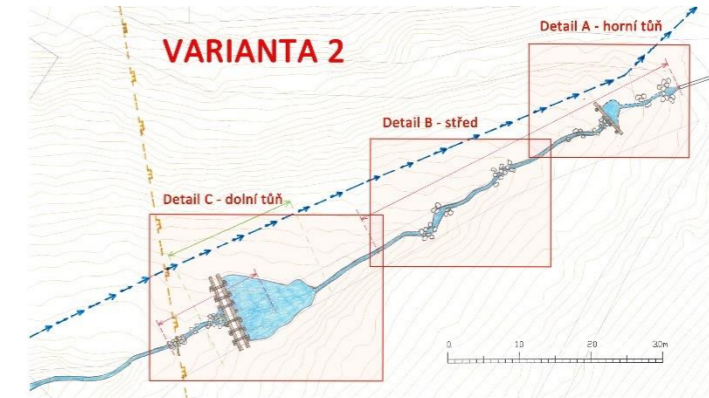 Detail A - horní tůň
VARIANTA 2
Detail B - střed
Detail C - dolní tůň
0 10 20 30m